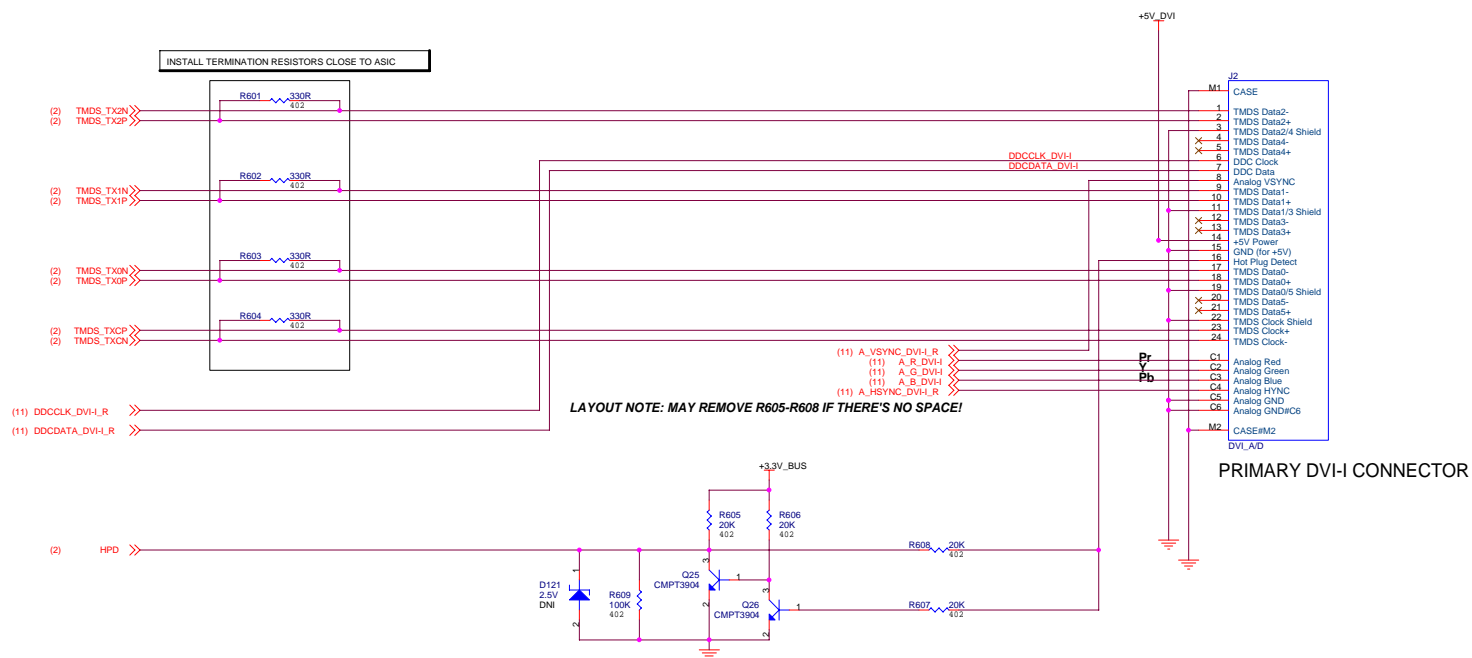 +5V_DVI
INSTALL TERMINATION RESISTORS CLOSE TO ASIC
J2
M1 CASE
R601 330R
402
(2) TMDS_TX2N
1 TMDS Data2-
(2) TMDS_TX2P
2 TMDS Data2+
3 TMDS Data2/4 Shield
4 TMDS Data4-
5 TMDS Data4+
DDCCLK_DVI-I
6 DDC Clock
DDCDATA_DVI-I
7 DDC Data
R602 330R
402
8 Analog VSYNC
(2) TMDS_TX1N
9 TMDS Data1-
(2) TMDS_TX1P
10 TMDS Data1+
11 TMDS Data1/3 Shield
12 TMDS Data3-
13 TMDS Data3+
14 +5V Power
15 GND (for +5V)
R603 330R
402
16 Hot Plug Detect
(2) TMDS_TX0N
17 TMDS Data0-
(2) TMDS_TX0P
18 TMDS Data0+
19 TMDS Data0/5 Shield
20 TMDS Data5-
21 TMDS Data5+
R604 330R
402
22 TMDS Clock Shield
(2) TMDS_TXCP
23 TMDS Clock+
(2) TMDS_TXCN
24 TMDS Clock-
(11) A_VSYNC_DVI-I_R
(11) A_R_DVI-I
Pr
C1 Analog Red
(11) A_G_DVI-I
Y
C2 Analog Green
(11) A_B_DVI-I
Pb
C3 Analog Blue
(11) A_HSYNC_DVI-I_R
C4 Analog HYNC
C5 Analog GND
C6 Analog GND#C6
(11) DDCCLK_DVI-I_R
LAYOUT NOTE: MAY REMOVE R605-R608 IF THERE'S NO SPACE!
(11) DDCDATA_DVI-I_R
M2 CASE#M2
DVI_A/D
PRIMARY DVI-I CONNECTOR
+3.3V_BUS
R605
20K
402
R606
20K
402
(2) HPD
R608 20K
402
3
Q25
CMPT3904
1
2
1
D121
2.5V
DNI
2
R609
100K
402
3
Q26
CMPT3904
1
2
R607 20K
402